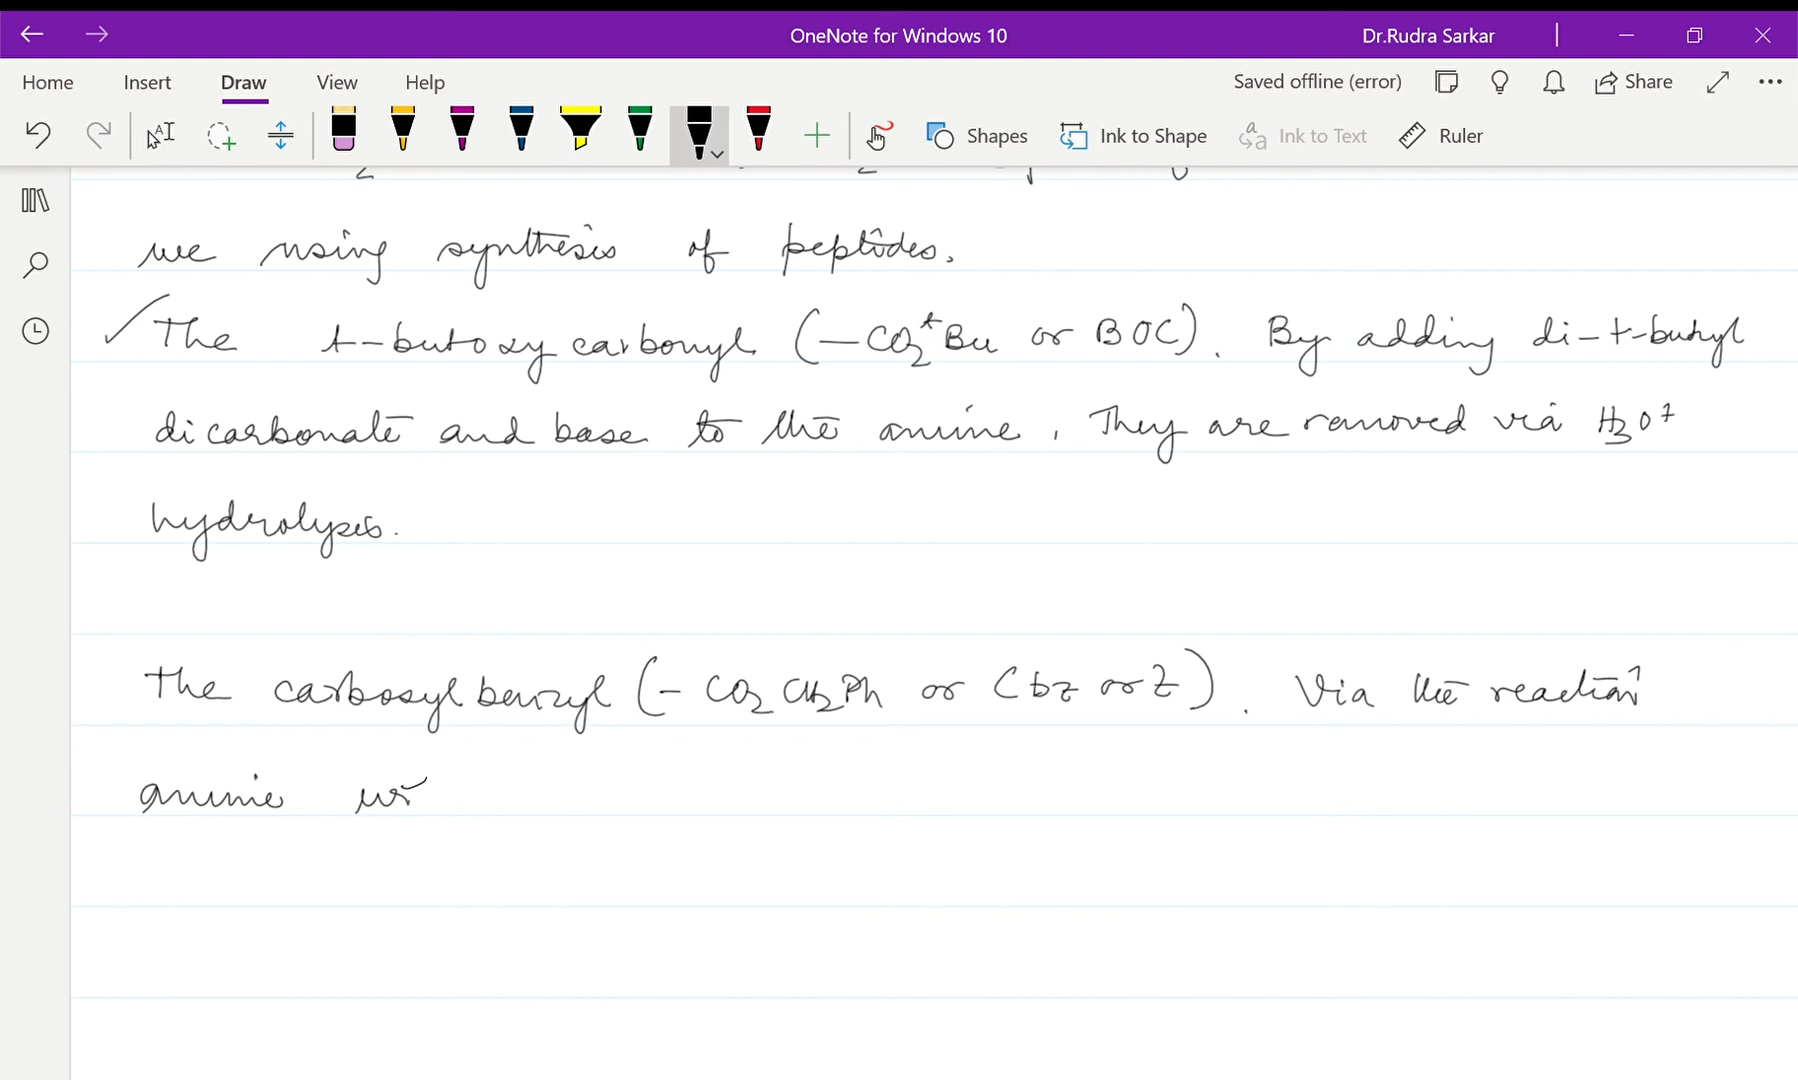 OneNote for Windows 10
Dr.Rudra Sarkar
Home Insert Draw View Help
Saved offline (error)
Share
Shapes Ink to Shape Ink to Text Ruler
we using synthesis of peptides.
✓ The t-butoxy carbonyl (-CO₂ᵗBu or BOC). By adding di-t-butyl
dicarbonate and base to the amine. They are removed via H₃O⁺
hydrolysis.
The carboxyl benzyl (-CO₂CH₂Ph or Cbz or Z). Via the reaction
amine